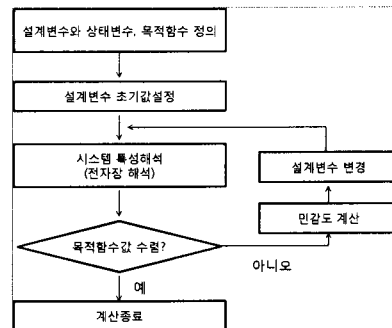 설계변수와 상태변수, 목적함수 정의
설계변수 초기값설정
시스템 특성해석
(전자장 해석)
설계변수 변경
민감도 계산
목적함수값 수렴?
아니오
예
계산종료